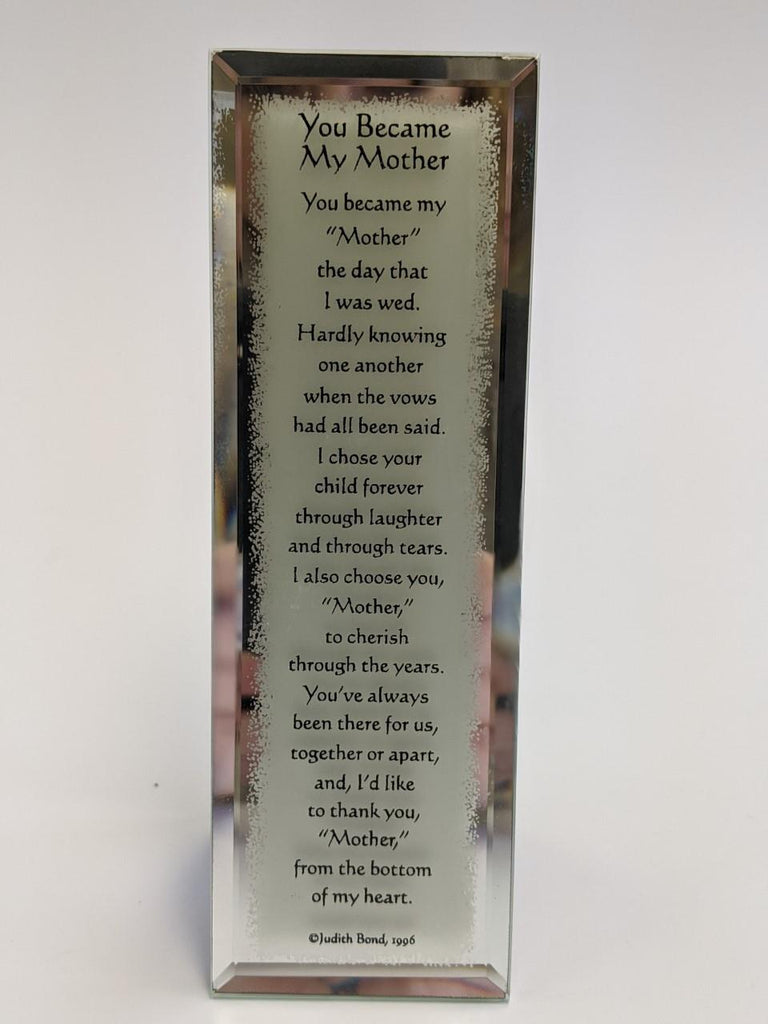 You Became
My Mother
You became my
“Mother”
the day that
I was wed.
Hardly knowing
one another
when the vows
had all been said.
I chose your
child forever
through laughter
and through tears.
I also choose you,
“Mother,”
to cherish
through the years.
You've always
been there for us,
together or apart,
and, I'd like
to thank you,
“Mother,”
from the bottom
of my heart.
©Judith Bond, 1996